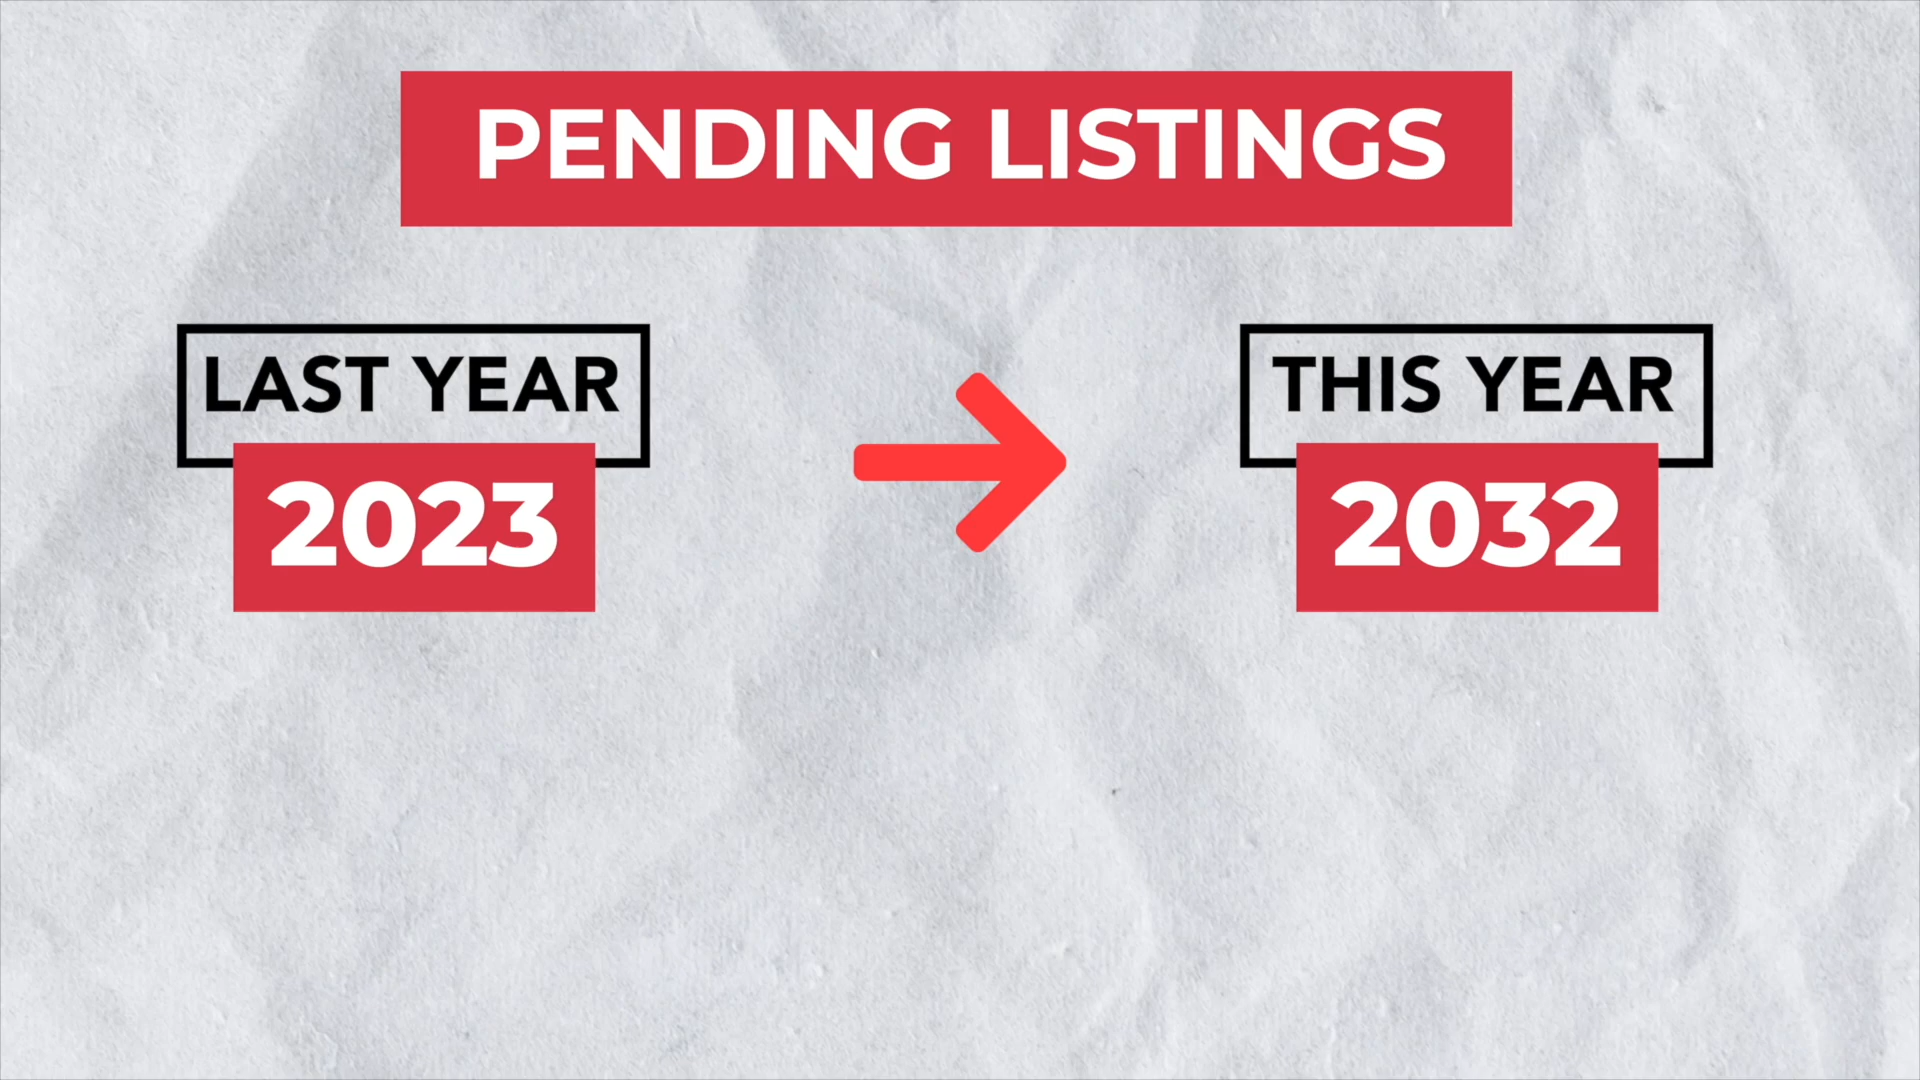 PENDING LISTINGS
LAST YEAR
2023
THIS YEAR
2032